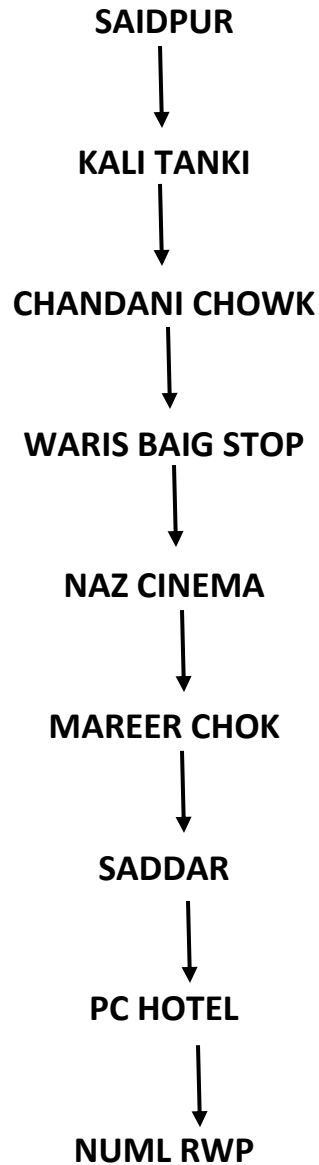 SAIDPUR
KALI TANKI
CHANDANI CHOWK
WARIS BAIG STOP
NAZ CINEMA
MAREER CHOK
SADDAR
PC HOTEL
NUML RWP